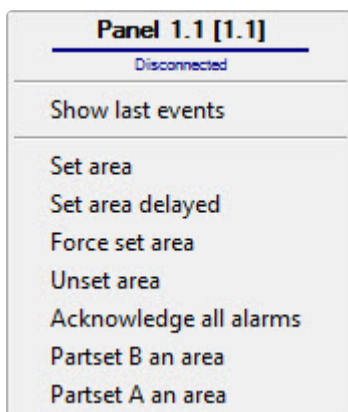 Panel 1.1 [1.1]
Disconnected
Show last events
Set area
Set area delayed
Force set area
Unset area
Acknowledge all alarms
Partset B an area
Partset A an area